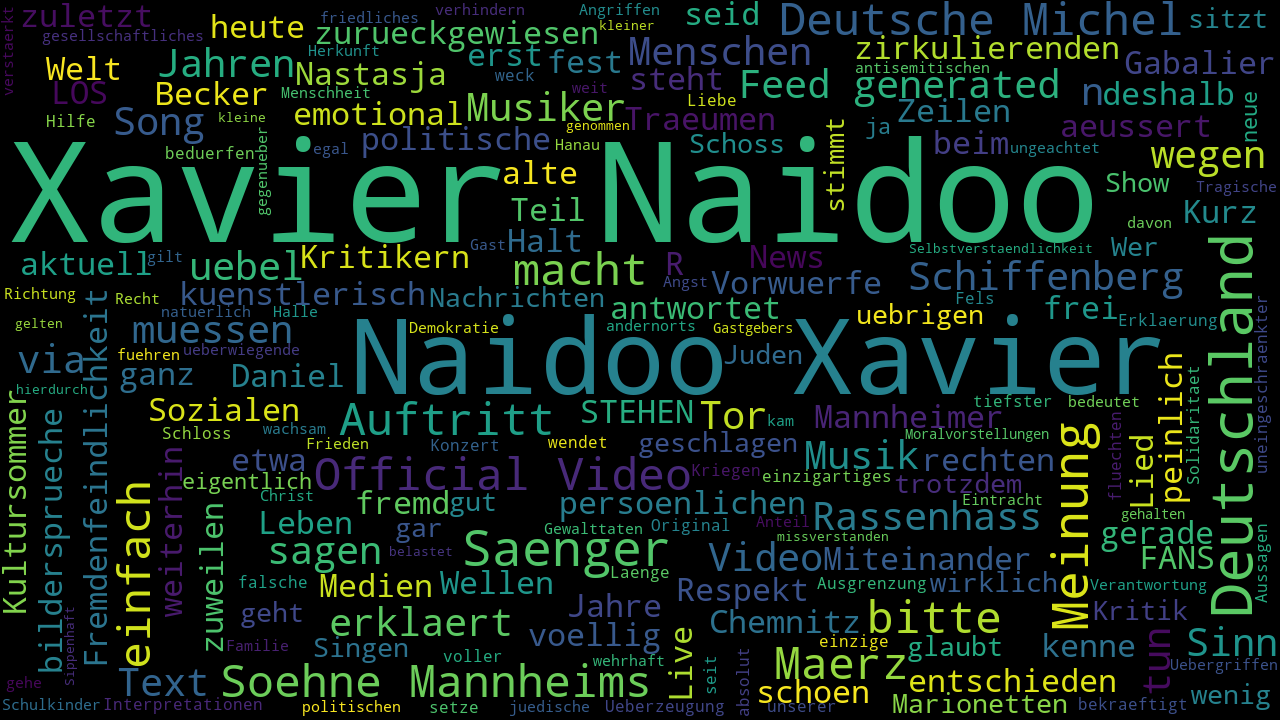 zuletzt
gesellschaftliches
heute
friedliches
verhindern
Angriffen
kleiner
seid
Deutsche Michel
sitzt
verstaerkt
zurueckgewiesen
Herkunft
erst
fest
Menschen
zirkulierenden
Welt
Jahren
Nastasja
weck
steht
antisemitischen
Gabalier
LOS
Becker
Menschheit
weit
Liebe
Feed
generated
n
deshalb
Hilfe
kleine
Song
emotional
Musiker
genommen
Traeumen
Zeilen
ja
aeussert
neue
beduerfen
gegenueber
egal
politische
Hanau
Schoss
stimmt
beim
ungeachtet
wegen
Xavier Naidoo
alte
Show
Tragische
Teil
Kurz
davon
aktuell
gilt
uebel
Kritikern
Gast
Halt
macht
R
News
Selbstverstaendlichkeit
Wer
Richtung
Recht
kuenstlerisch
Nachrichten
Angst
Vorwuerfe
Schiffenberg
Fels
gelten
natuerlich
Halle
antwortet
uebrigen
frei
Erklaerung
muessen
Demokratie
andernorts
Gastgebers
via
fuehren
ueberwiegende
Naidoo Xavier
Juden
Deutschland
uneingeschraenkter
hierdurch
ganz
Daniel
Fremdenfeindlichkeit
Kultursommer
Sozialen
Auftritt
STEHEN
Tor
kam
Mannheimer
tiefster
bedeutet
peinlich
Solidaritaet
Schloss
wachsam
Frieden
Konzert
wendet
geschlagen
Musik
rechten
Moralvorstellungen
Lied
bildersprueche
weiterhin
etwa
eigentlich
Official Video
Kriegen
einzigartiges
trotzdem
fluechten
Christ
fremd
gut
persoenlichen
Eintracht
gehalten
einfach
zuweilen
Leben
gar
Gewalttaten
Original
Anteil
missverstanden
Rassenhass
Meinung
gerade
Aussagen
sagen
belastet
Saenger
Laenge
Video
Miteinander
FANS
falsche
Medien
Wellen
Respekt
Ausgrenzung
wirklich
Verantwortung
geht
erklaert
Jahre
Chemnitz
bitte
Kritik
Sippenhaft
Familie
Singen
voellig
einzige
glaubt
kenne
tun
Sinn
voller
wehrhaft
Live
seit
absolut
Maerz
Uebergriffen
gehe
Text
Soehne Mannheims
schoen
entschieden
wenig
Schulkinder
Interpretationen
politischen
setze
juedische
Ueberzeugung
unserer
Marionetten
bekraeftigt